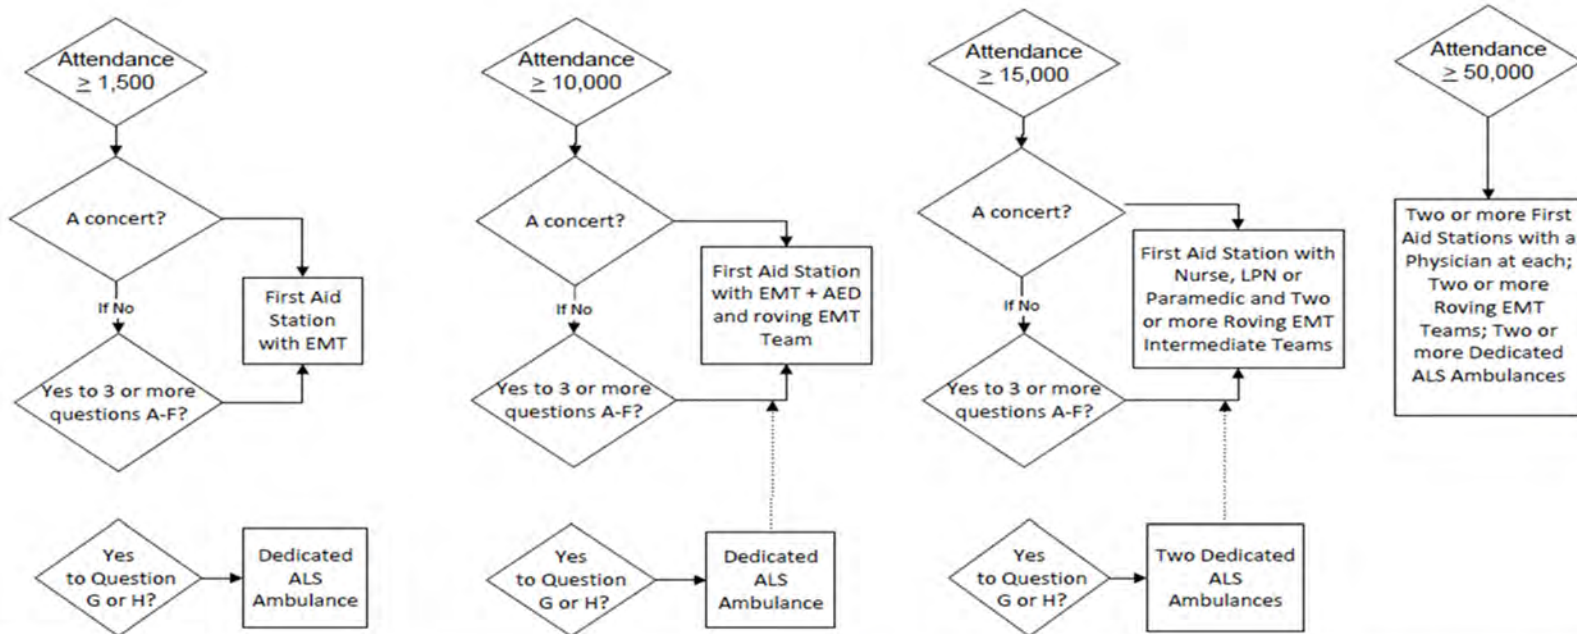 Attendance
≥ 1,500
A concert?
If No
First Aid
Station
with EMT
Yes to 3 or more
questions A-F?
Yes
to Question
G or H?
Dedicated
ALS
Ambulance
Attendance
≥ 10,000
A concert?
If No
First Aid Station
with EMT + AED
and roving EMT
Team
Yes to 3 or more
questions A-F?
Yes
to Question
G or H?
Dedicated
ALS
Ambulance
Attendance
≥ 15,000
A concert?
If No
First Aid Station with
Nurse, LPN or
Paramedic and Two
or more Roving EMT
Intermediate Teams
Yes to 3 or more
questions A-F?
Yes
to Question
G or H?
Two Dedicated
ALS
Ambulances
Attendance
≥ 50,000
Two or more First
Aid Stations with a
Physician at each;
Two or more
Roving EMT
Teams; Two or
more Dedicated
ALS Ambulances